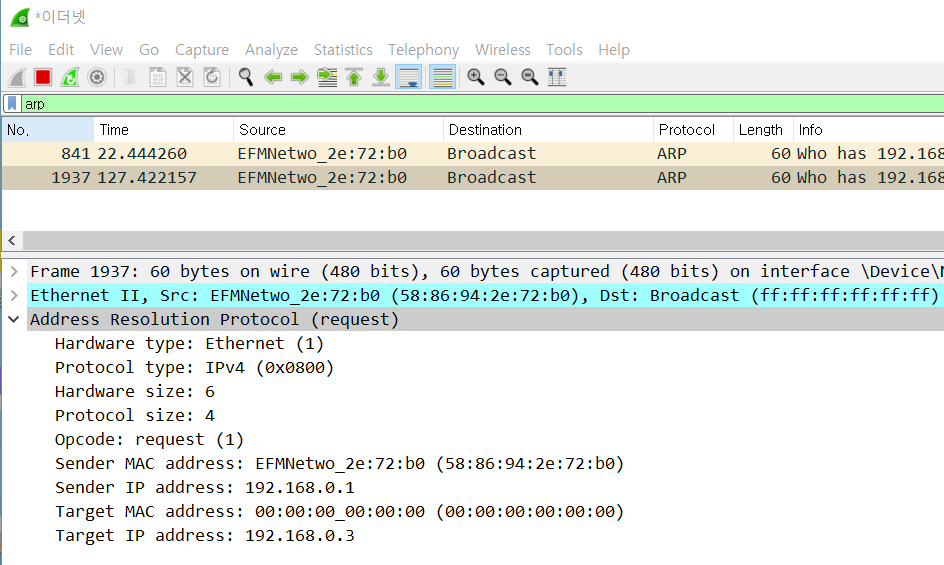 *이더넷
File Edit View Go Capture Analyze Statistics Telephony Wireless Tools Help
arp
No. Time Source Destination Protocol Length Info
841 22.444260 EFMNetwo_2e:72:b0 Broadcast ARP 60 Who has 192.168
1937 127.422157 EFMNetwo_2e:72:b0 Broadcast ARP 60 Who has 192.168
Frame 1937: 60 bytes on wire (480 bits), 60 bytes captured (480 bits) on interface \Device\
Ethernet II, Src: EFMNetwo_2e:72:b0 (58:86:94:2e:72:b0), Dst: Broadcast (ff:ff:ff:ff:ff:ff)
Address Resolution Protocol (request)
Hardware type: Ethernet (1)
Protocol type: IPv4 (0x0800)
Hardware size: 6
Protocol size: 4
Opcode: request (1)
Sender MAC address: EFMNetwo_2e:72:b0 (58:86:94:2e:72:b0)
Sender IP address: 192.168.0.1
Target MAC address: 00:00:00_00:00:00 (00:00:00:00:00:00)
Target IP address: 192.168.0.3